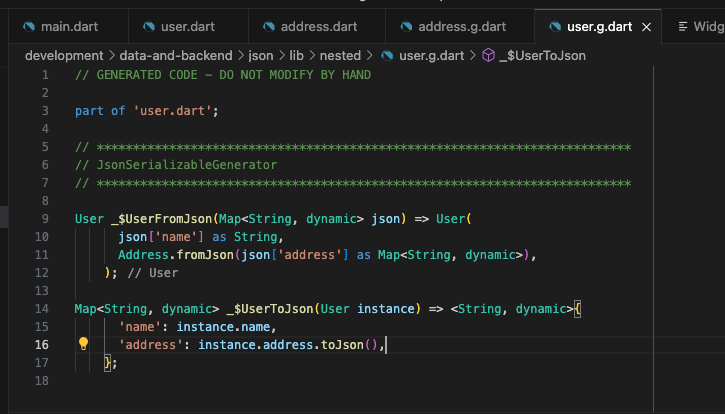 main.dart user.dart address.dart address.g.dart user.g.dart × Widg
development > data-and-backend > json > lib > nested > user.g.dart > _$UserToJson
1 // GENERATED CODE - DO NOT MODIFY BY HAND
2
3 part of 'user.dart';
4
5 // **************************************************************************
6 // JsonSerializableGenerator
7 // **************************************************************************
8
9 User _$UserFromJson(Map<String, dynamic> json) => User(
10 json['name'] as String,
11 Address.fromJson(json['address'] as Map<String, dynamic>),
12 ); // User
13
14 Map<String, dynamic> _$UserToJson(User instance) => <String, dynamic>{
15 'name': instance.name,
16 'address': instance.address.toJson(),
17 };
18